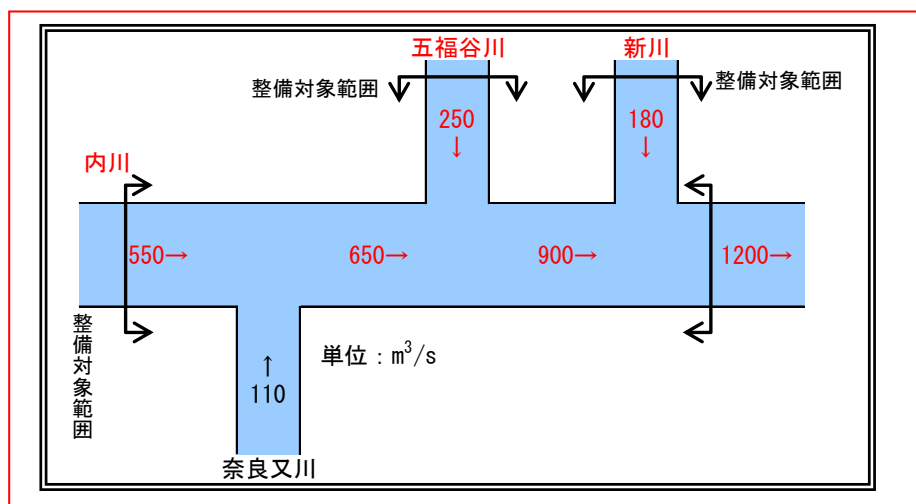 五福谷川
新川
整備対象範囲
整備対象範囲
250
↓
180
↓
内川
550→
650→
900→
1200→
整備対象範囲
単位：m³/s
↑
110
奈良又川